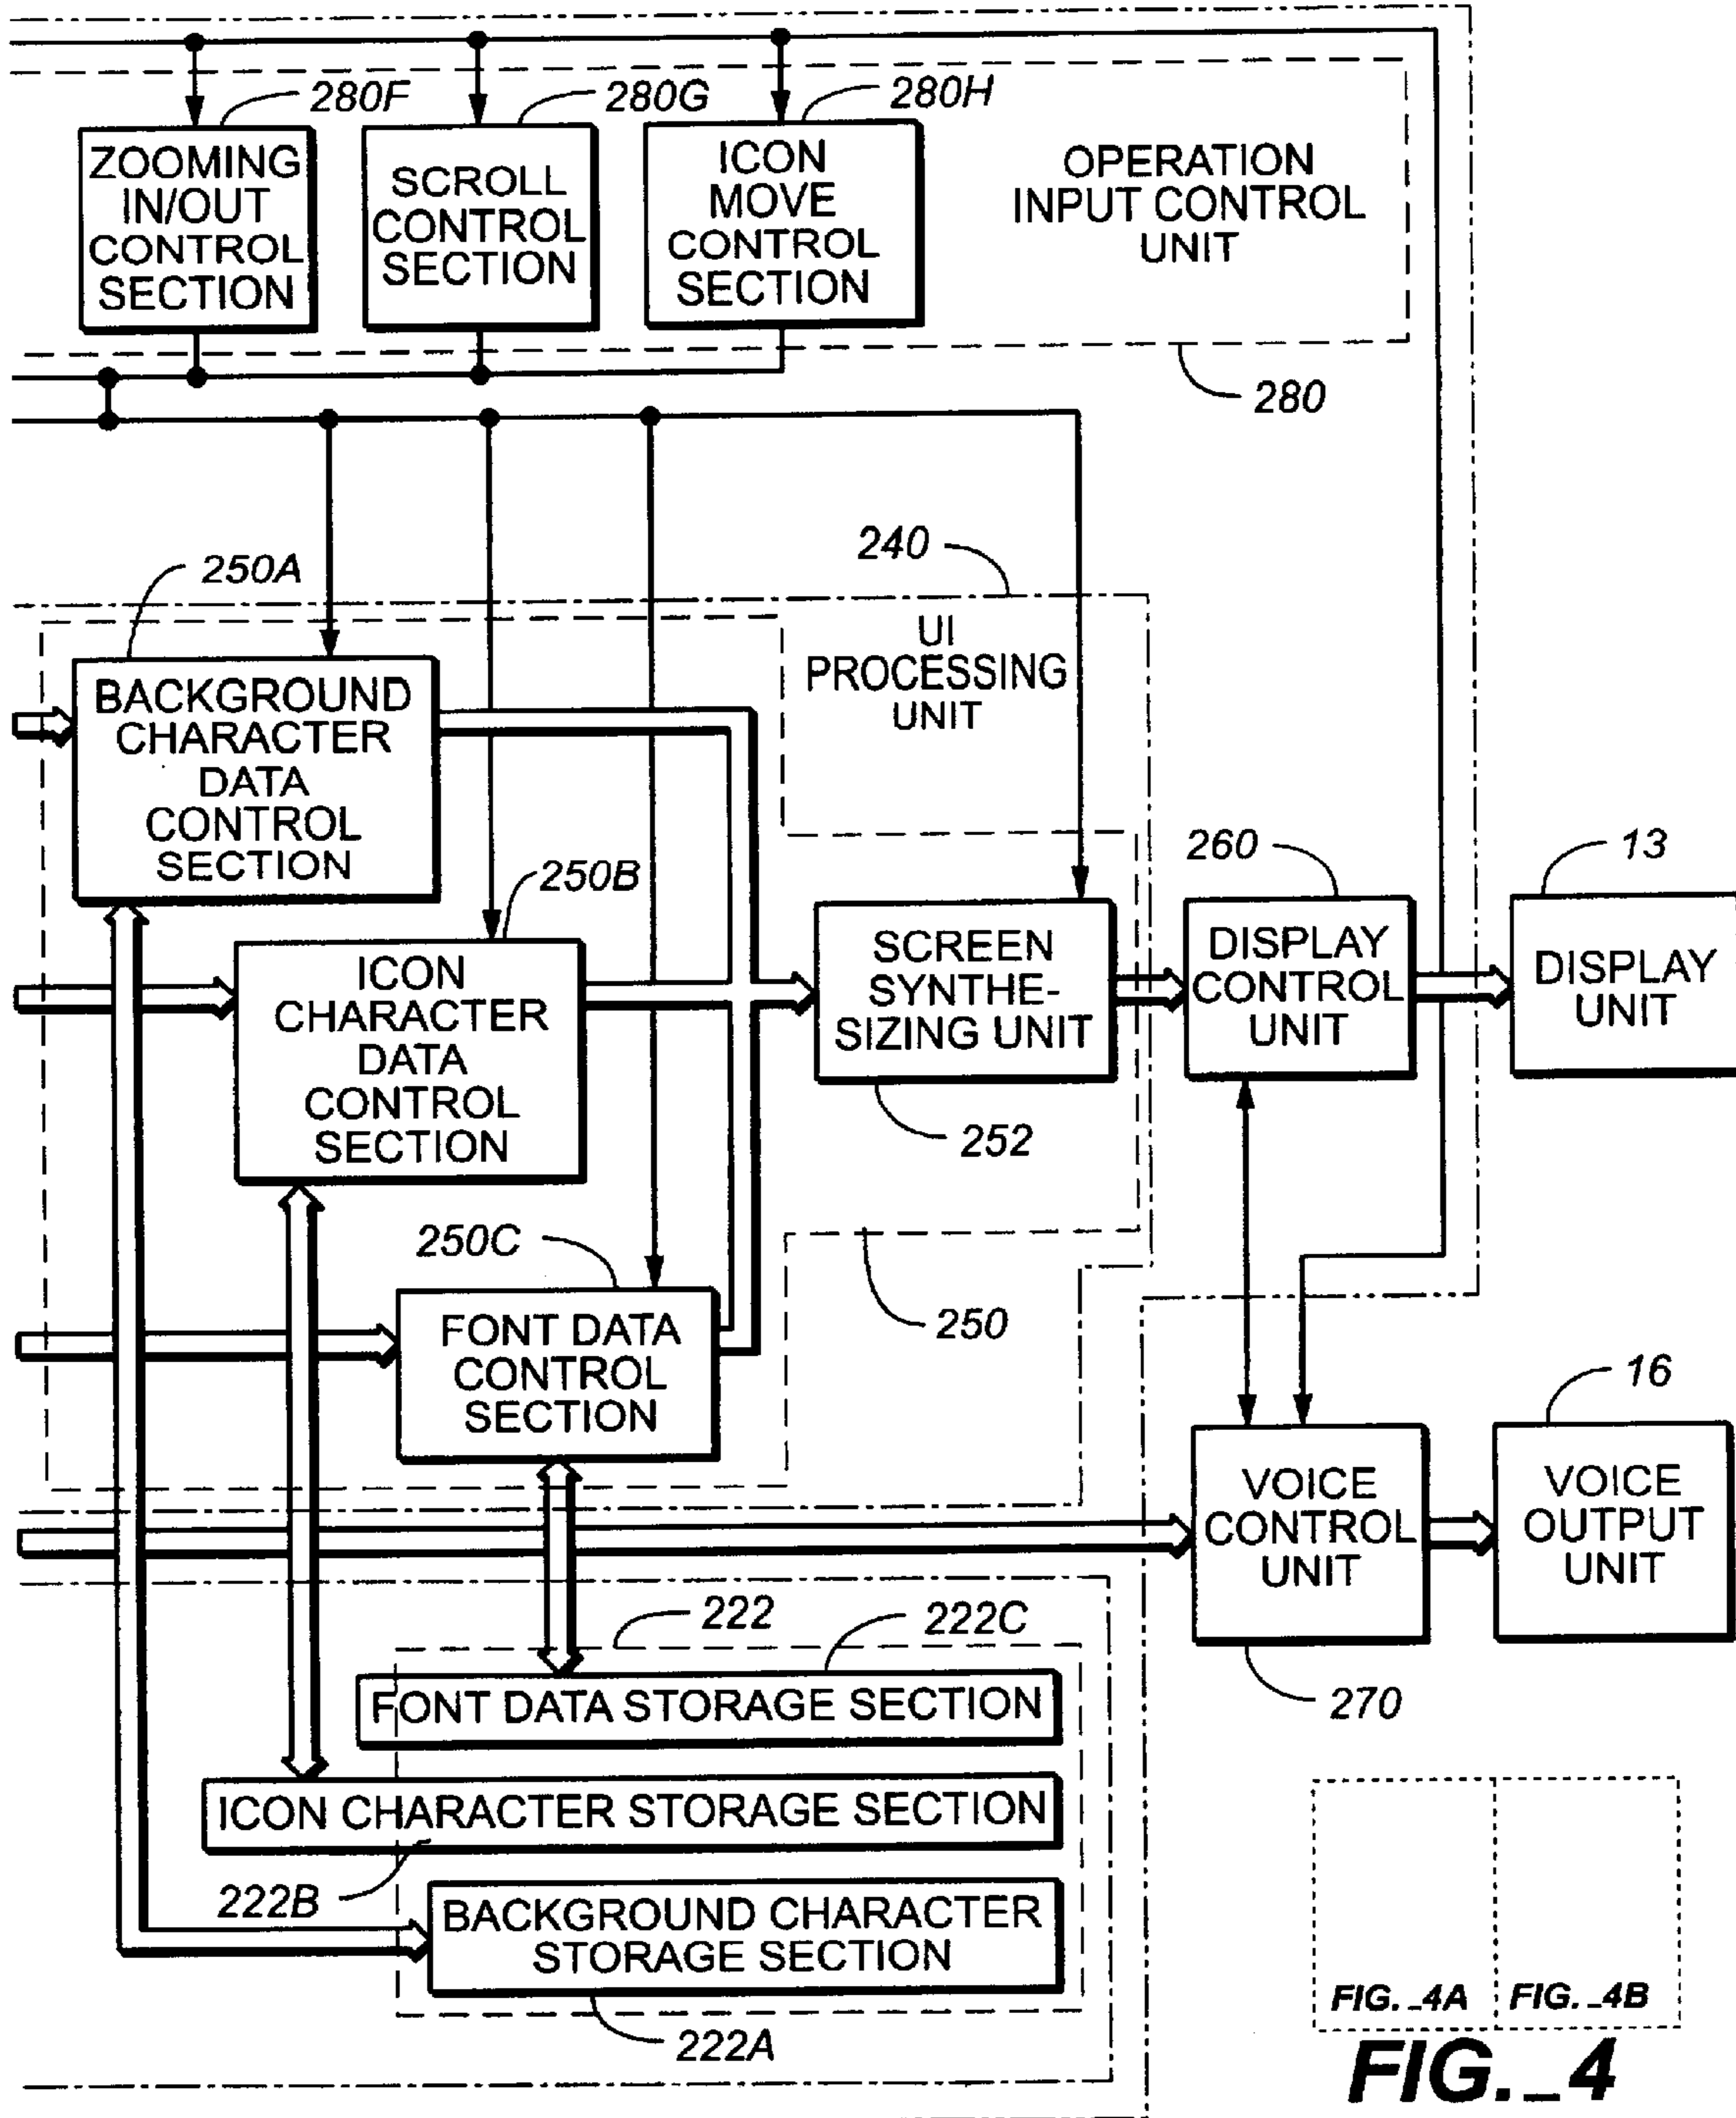 280F
280G
280H
ZOOMING
IN/OUT
CONTROL
SECTION
SCROLL
CONTROL
SECTION
ICON
MOVE
CONTROL
SECTION
OPERATION
INPUT CONTROL
UNIT
280
240
250A
UI
PROCESSING
UNIT
BACKGROUND
CHARACTER
DATA
CONTROL
SECTION
250B
260
13
ICON
CHARACTER
DATA
CONTROL
SECTION
SCREEN
SYNTHE-
SIZING UNIT
DISPLAY
CONTROL
UNIT
DISPLAY
UNIT
252
250C
250
FONT DATA
CONTROL
SECTION
16
VOICE
CONTROL
UNIT
VOICE
OUTPUT
UNIT
222
222C
270
FONT DATA STORAGE SECTION
ICON CHARACTER STORAGE SECTION
222B
BACKGROUND CHARACTER
STORAGE SECTION
222A
FIG._4A
FIG._4B
FIG._4